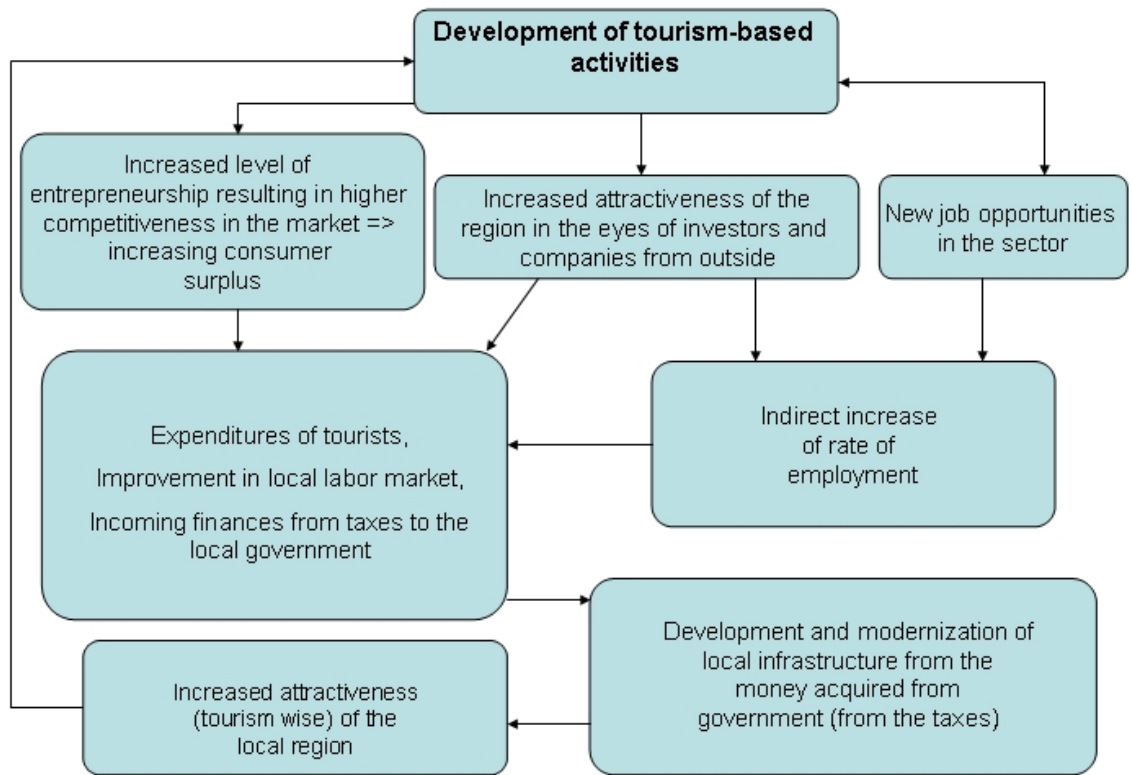 Development of tourism-based
activities
Increased level of
entrepreneurship resulting in higher
competitiveness in the market =>
increasing consumer
surplus
Increased attractiveness of the
region in the eyes of investors and
companies from outside
New job opportunities
in the sector
Expenditures of tourists,
Improvement in local labor market,
Incoming finances from taxes to the
local government
Indirect increase
of rate of
employment
Development and modernization of
local infrastructure from the
money acquired from
government (from the taxes)
Increased attractiveness
(tourism wise) of the
local region